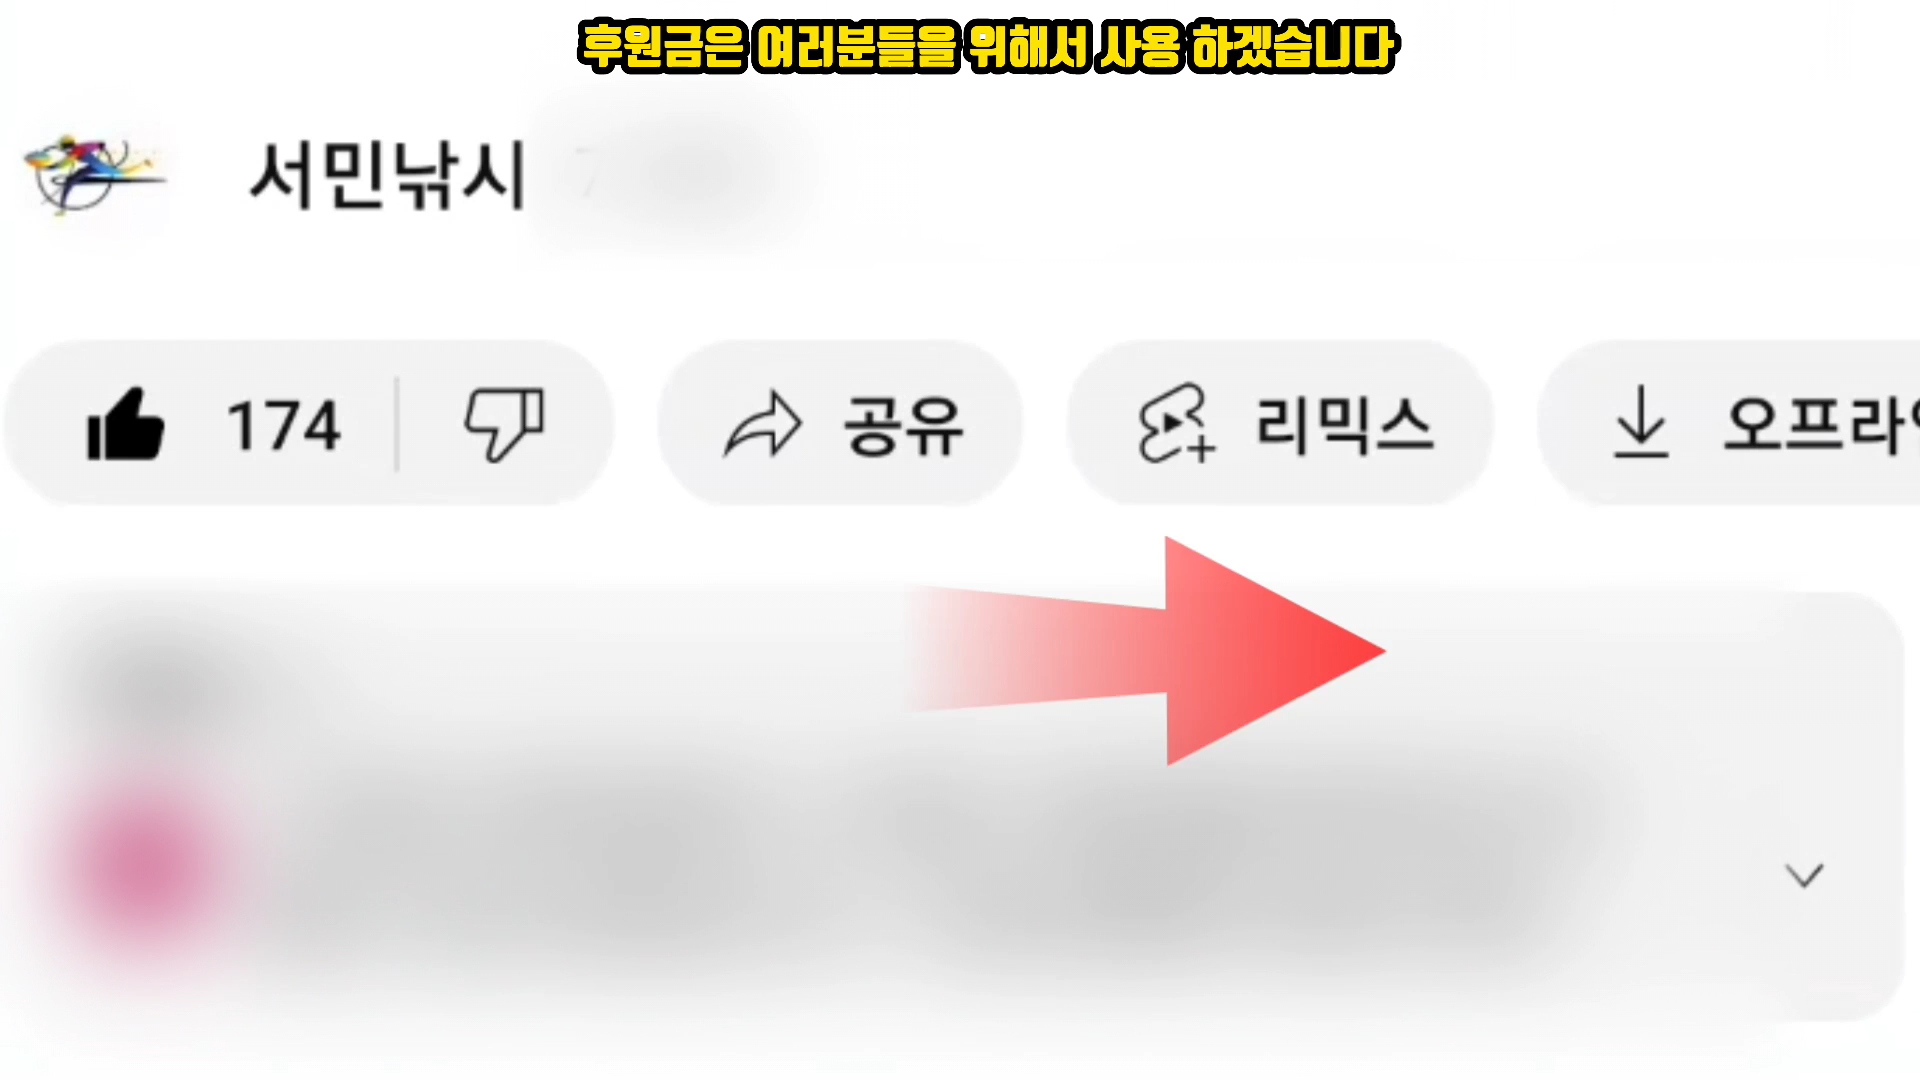 후원금은 여러분들을 위해서 사용 하겠습니다
서민낚시
174 공유 리믹스 오프라